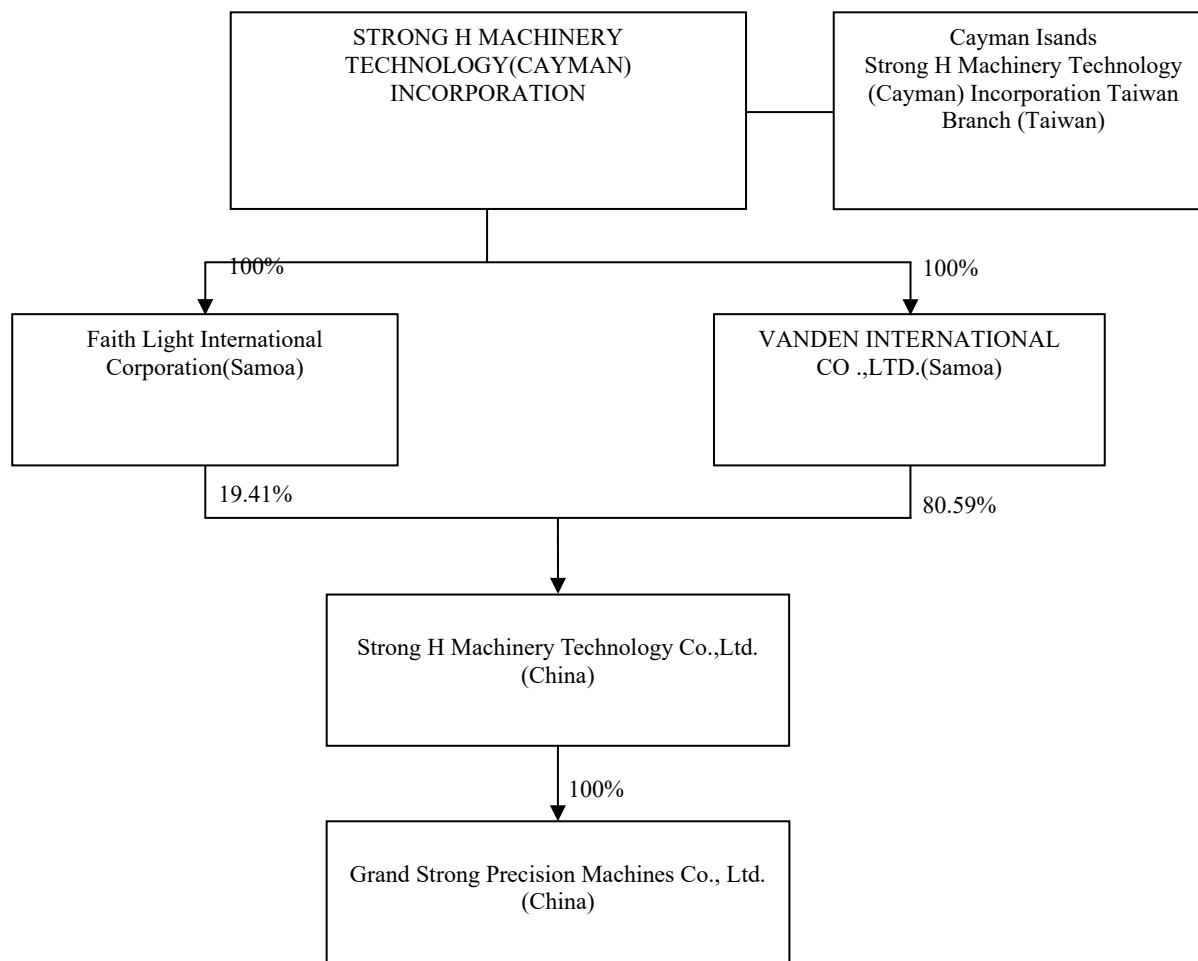 STRONG H MACHINERY
TECHNOLOGY(CAYMAN)
INCORPORATION
Cayman Isands
Strong H Machinery Technology
(Cayman) Incorporation Taiwan
Branch (Taiwan)
100%
100%
Faith Light International
Corporation(Samoa)
VANDEN INTERNATIONAL
CO .,LTD.(Samoa)
19.41%
80.59%
Strong H Machinery Technology Co.,Ltd.
(China)
100%
Grand Strong Precision Machines Co., Ltd.
(China)